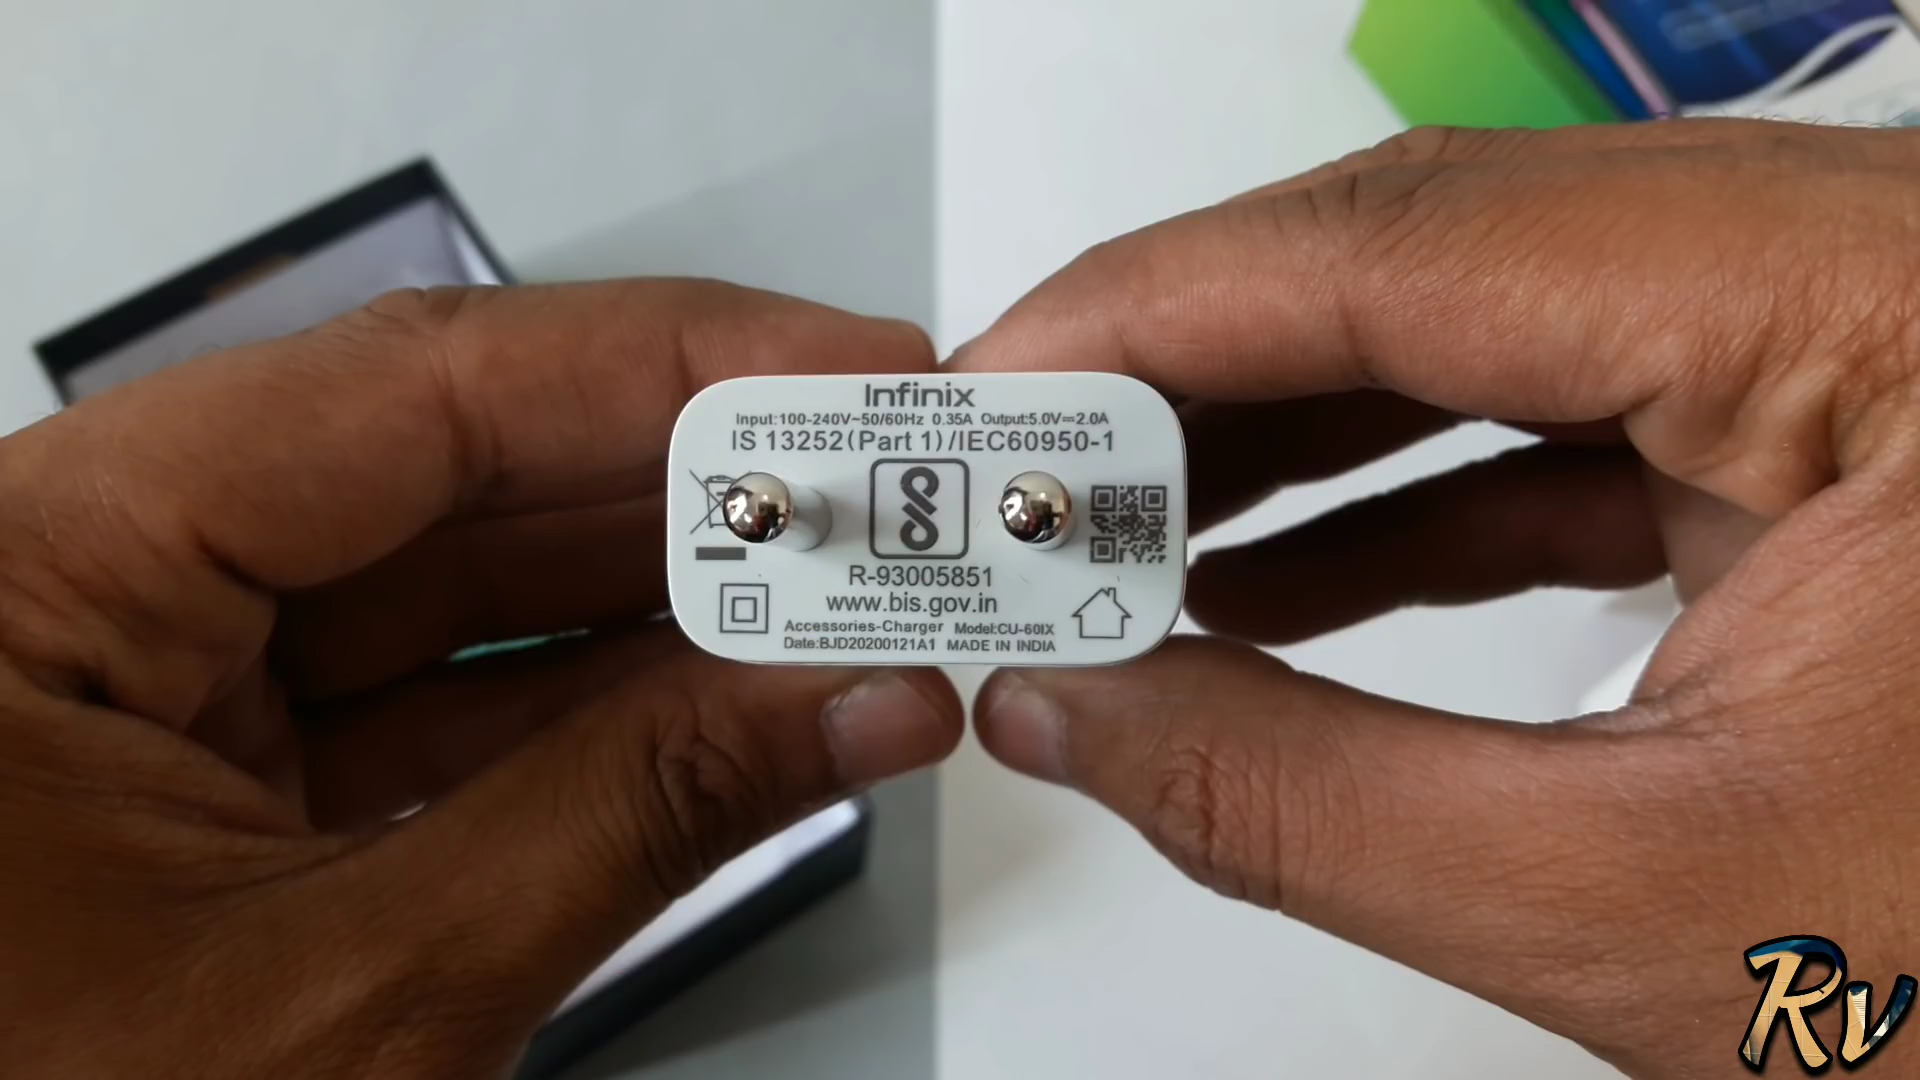 Infinix
Input:100-240V~50/60Hz 0.35A Output:5.0V⎓2.0A
IS 13252(Part 1)/IEC60950-1
R-93005851
www.bis.gov.in
Accessories-Charger Model:CU-60IX
Date:BJD20200121A1 MADE IN INDIA
Rv